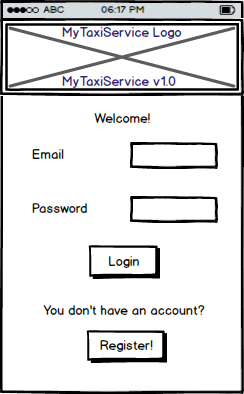 ABC 06:17 PM
MyTaxiService Logo
MyTaxiService v1.0
Welcome!
Email
Password
Login
You don't have an account?
Register!